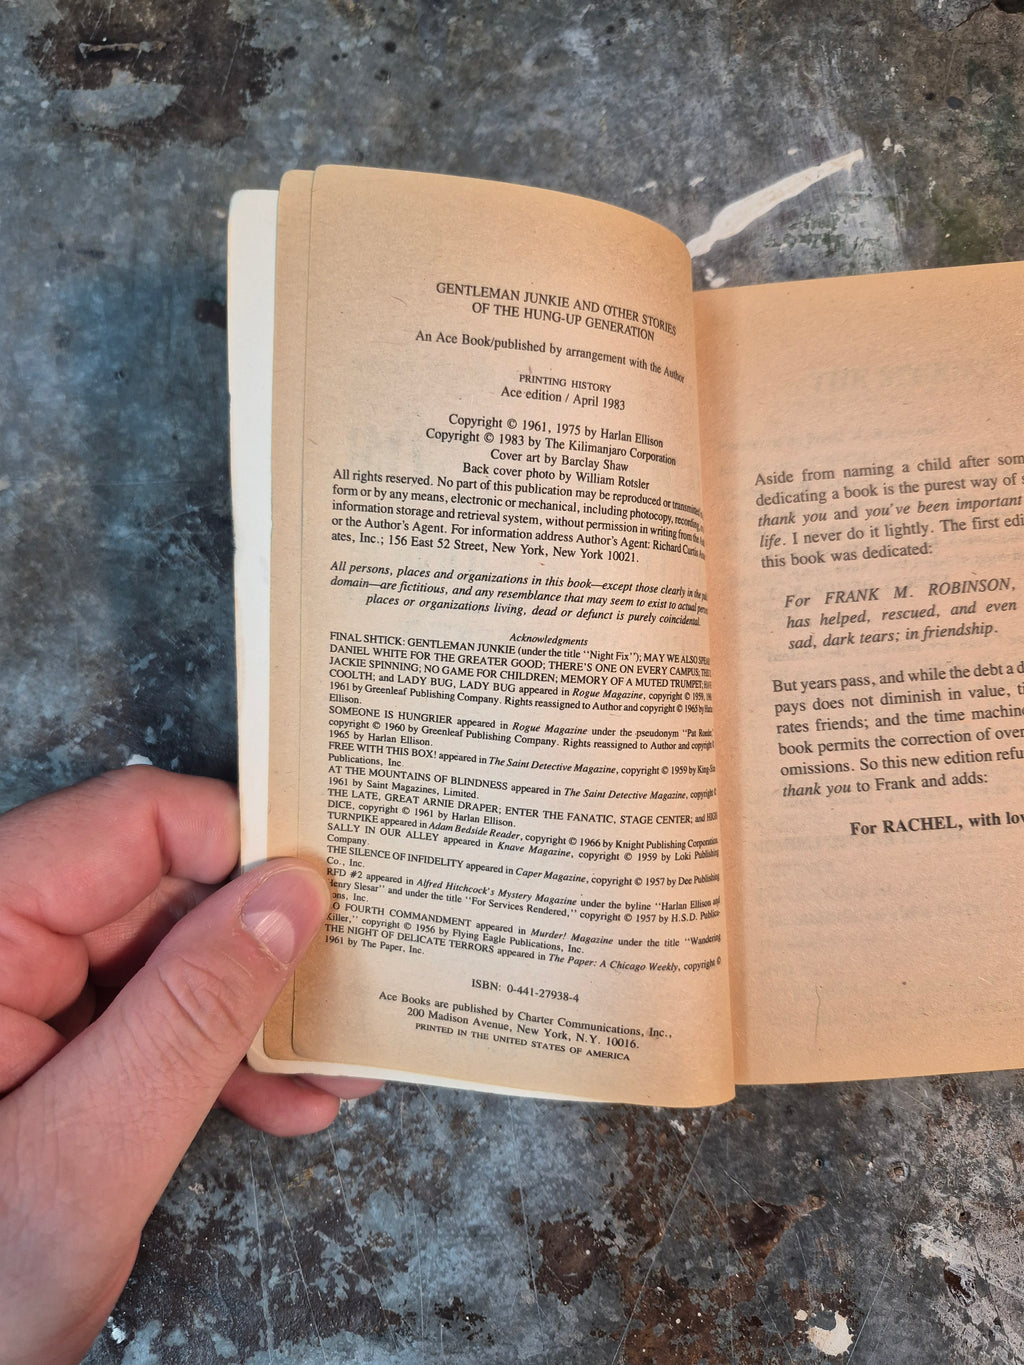 GENTLEMAN JUNKIE AND OTHER STORIES
OF THE HUNG-UP GENERATION
An Ace Book/published by arrangement with the Author
PRINTING HISTORY
Ace edition / April 1983
Copyright © 1961, 1975 by Harlan Ellison
Copyright © 1983 by The Kilimanjaro Corporation
Cover art by Barclay Shaw
Back cover photo by William Rotsler
All rights reserved. No part of this publication may be reproduced or transmitted
form or by any means, electronic or mechanical, including photocopy, recording,
information storage and retrieval system, without permission in writing from the
or the Author's Agent. For information address Author's Agent: Richard Curtis
ates, Inc.; 156 East 52 Street, New York, New York 10021.
All persons, places and organizations in this book—except those clearly in the
domain—are fictitious, and any resemblance that may seem to exist to actual
places or organizations living, dead or defunct is purely coincidental.
Acknowledgments
FINAL SHTICK: GENTLEMAN JUNKIE (under the title "Night Fix"); MAY WE ALSO
DANIEL WHITE FOR THE GREATER GOOD; THERE'S ONE ON EVERY CAMPUS;
JACKIE SPINNING; NO GAME FOR CHILDREN; MEMORY OF A MUTED TRUMPET;
COOLTH; and LADY BUG, LADY BUG appeared in Rogue Magazine, copyright © 1959,
1961 by Greenleaf Publishing Company. Rights reassigned to Author and copyright © 1965 by
Ellison.
SOMEONE IS HUNGRIER appeared in Rogue Magazine under the pseudonym "Pat
copyright © 1960 by Greenleaf Publishing Company. Rights reassigned to Author and copyright
1965 by Harlan Ellison.
FREE WITH THIS BOX! appeared in The Saint Detective Magazine, copyright © 1959 by
Publications, Inc.
AT THE MOUNTAINS OF BLINDNESS appeared in The Saint Detective Magazine, copyright
1961 by Saint Magazines, Limited.
THE LATE, GREAT ARNIE DRAPER; ENTER THE FANATIC, STAGE CENTER; and HIGH
DICE, copyright © 1961 by Harlan Ellison.
TURNPIKE appeared in Adam Bedside Reader, copyright © 1966 by Knight Publishing Corporation.
SALLY IN OUR ALLEY appeared in Knave Magazine, copyright © 1959 by Loki Publishing
Company.
THE SILENCE OF INFIDELITY appeared in Caper Magazine, copyright © 1957 by Dee Publishing
Co., Inc.
RFD #2 appeared in Alfred Hitchcock's Mystery Magazine under the byline "Harlan Ellison and
Henry Slesar" and under the title "For Services Rendered," copyright © 1957 by H.S.D. Publica-
ons, Inc.
O FOURTH COMMANDMENT appeared in Murder! Magazine under the title "Wandering
Killer," copyright © 1956 by Flying Eagle Publications, Inc.
THE NIGHT OF DELICATE TERRORS appeared in The Paper: A Chicago Weekly, copyright ©
1961 by The Paper, Inc.
ISBN: 0-441-27938-4
Ace Books are published by Charter Communications, Inc.,
200 Madison Avenue, New York, N.Y. 10016.
PRINTED IN THE UNITED STATES OF AMERICA
Aside from naming a child after
dedicating a book is the purest way of
thank you and you've been important
life. I never do it lightly. The first
this book was dedicated:
For FRANK M. ROBINSON,
has helped, rescued, and even
sad, dark tears; in friendship.
But years pass, and while the debt a
pays does not diminish in value,
rates friends; and the time
book permits the correction of
omissions. So this new edition
thank you to Frank and adds:
For RACHEL, with